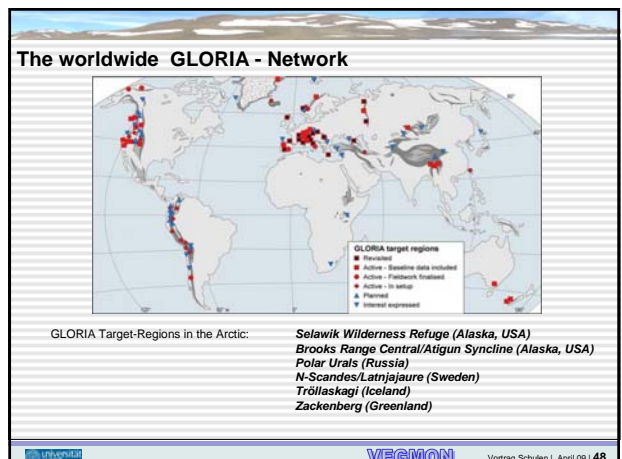 The worldwide GLORIA - Network
GLORIA target regions
Revisited
Active - Baseline data included
Active - Fieldwork finalised
Active - In setup
Planned
Interest expressed
GLORIA Target-Regions in the Arctic:
Selawik Wilderness Refuge (Alaska, USA)
Brooks Range Central/Atigun Syncline (Alaska, USA)
Polar Urals (Russia)
N-Scandes/Latnjajaure (Sweden)
Tröllaskagi (Iceland)
Zackenberg (Greenland)
universität
VEGMON
Vortrag Schulen | April 09 | 48